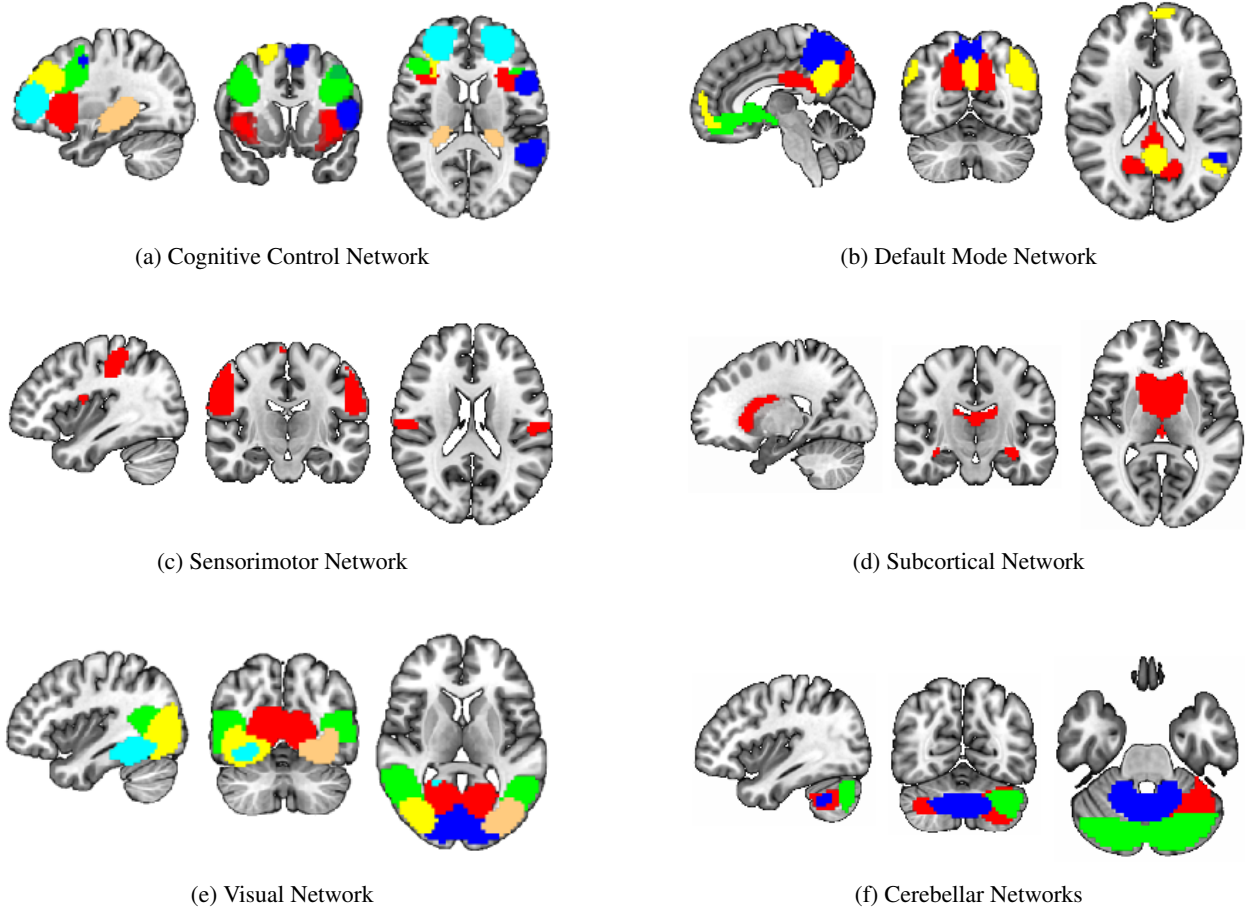 (a) Cognitive Control Network
(b) Default Mode Network
(c) Sensorimotor Network
(d) Subcortical Network
(e) Visual Network
(f) Cerebellar Networks